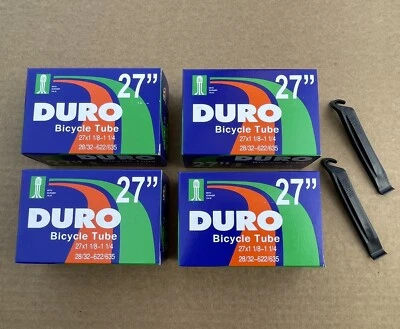 27”
DURO
Bicycle Tube
27x1 1/8-1 1/4
28/32-622/635
27”
DURO
Bicycle Tube
27x1 1/8-1 1/4
28/32-622/635
27”
27”
DURO
Bicycle Tube
27x1 1/8-1 1/4
28/32-622/635
27”
DURO
Bicycle Tube
27x1 1/8-1 1/4
28/32-622/635